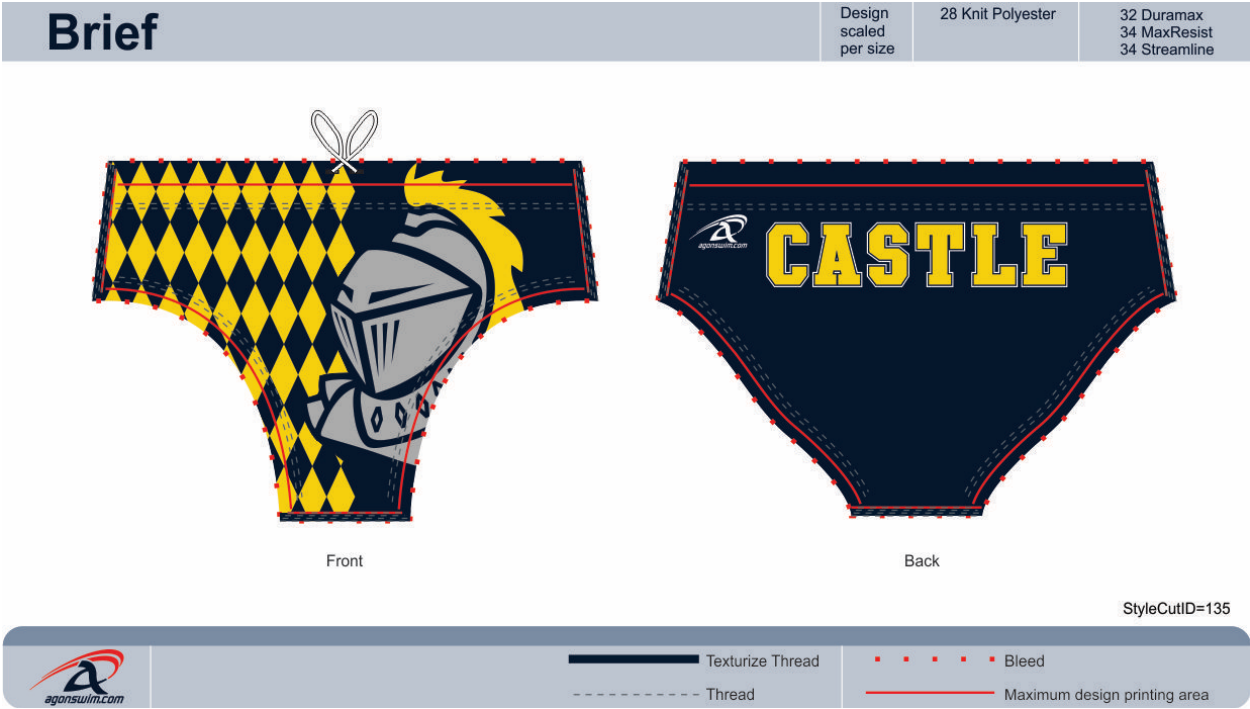 Brief
Design
scaled
per size
28 Knit Polyester
32 Duramax
34 MaxResist
34 Streamline
agonswim.com
CASTLE
Front
Back
StyleCutID=135
agonswim.com
Texturize Thread
Thread
Bleed
Maximum design printing area